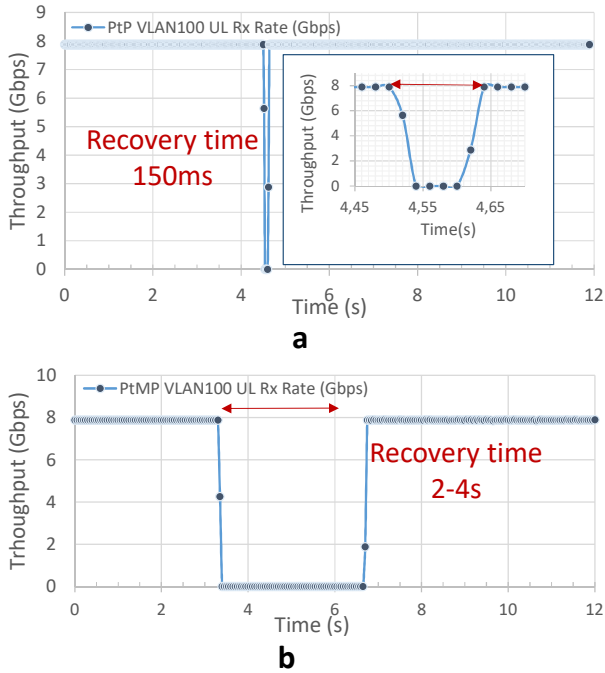 PtP VLAN100 UL Rx Rate (Gbps)
Throughput (Gbps)
9
8
7
6
5
4
3
2
1
0
Recovery time
150ms
Throughput (Gbps)
8
6
4
2
0
4,45 4,55 4,65
Time(s)
0 2 4 6 8 10 12
Time (s)
a
PtMP VLAN100 UL Rx Rate (Gbps)
Trhoughput (Gbps)
10
8
6
4
2
0
Recovery time
2-4s
0 2 4 6 8 10 12
Time (s)
b